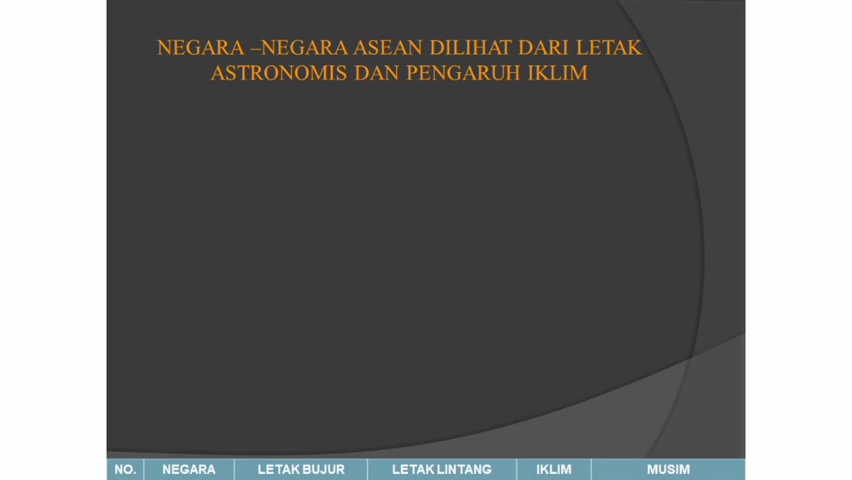 NEGARA –NEGARA ASEAN DILIHAT DARI LETAK
ASTRONOMIS DAN PENGARUH IKLIM
NO. NEGARA LETAK BUJUR LETAK LINTANG IKLIM MUSIM